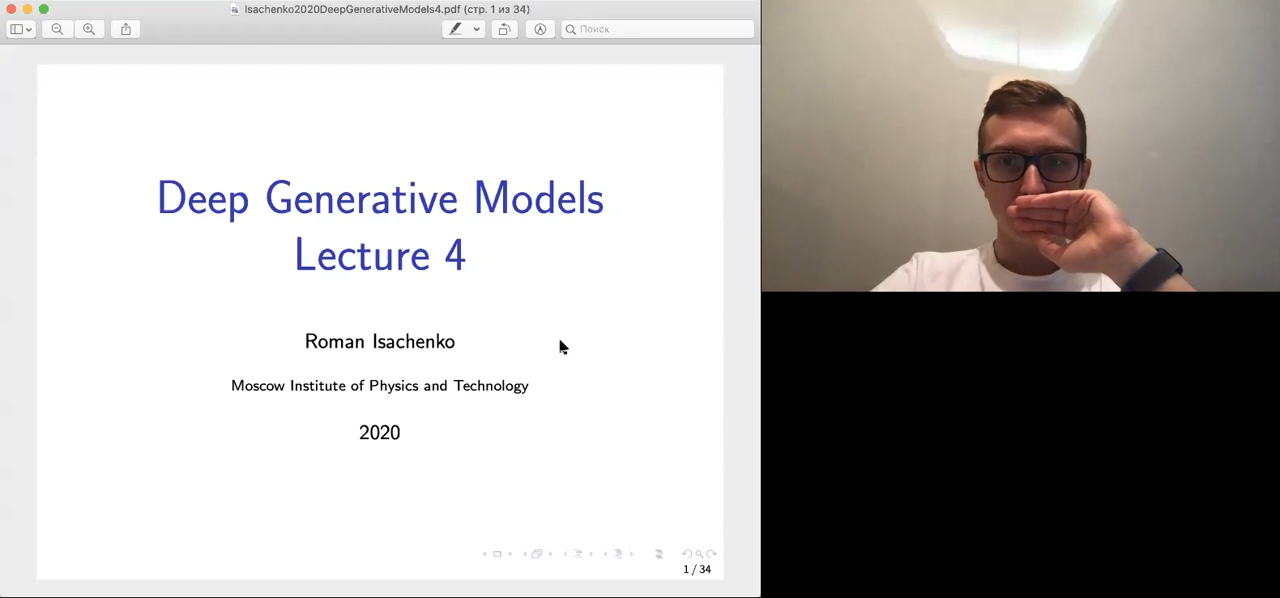 Isachenko2020DeepGenerativeModels4.pdf (стр. 1 из 34)
Поиск
Deep Generative Models
Lecture 4
Roman Isachenko
Moscow Institute of Physics and Technology
2020
1 / 34